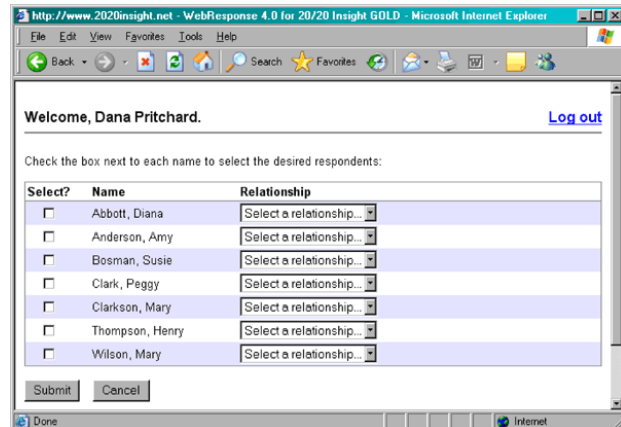 http://www.2020insight.net - WebResponse 4.0 for 20/20 Insight GOLD - Microsoft Internet Explorer
File Edit View Favorites Tools Help
Back Search Favorites
Welcome, Dana Pritchard. Log out
Check the box next to each name to select the desired respondents:
Select? Name Relationship
Abbott, Diana Select a relationship...
Anderson, Amy Select a relationship...
Bosman, Susie Select a relationship...
Clark, Peggy Select a relationship...
Clarkson, Mary Select a relationship...
Thompson, Henry Select a relationship...
Wilson, Mary Select a relationship...
Submit Cancel
Done Internet